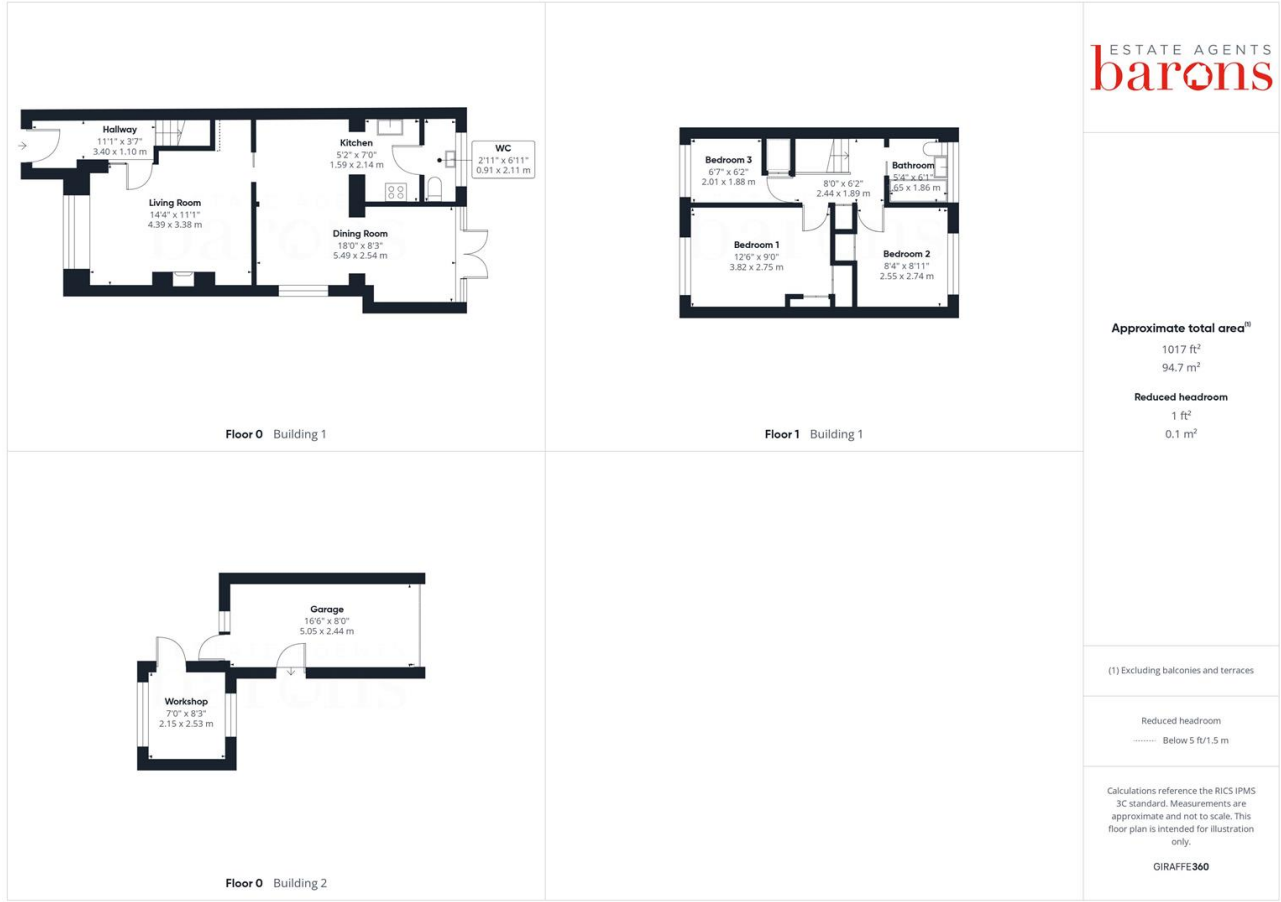 Hallway
11'1" x 3'7"
3.40 x 1.10 m
Kitchen
5'2" x 7'0"
1.59 x 2.14 m
WC
2'11" x 6'11"
0.91 x 2.11 m
Living Room
14'4" x 11'1"
4.39 x 3.38 m
Dining Room
18'0" x 8'3"
5.49 x 2.54 m
Floor 0 Building 1
Bedroom 3
6'7" x 6'2"
2.01 x 1.88 m
8'0" x 6'2"
2.44 x 1.89 m
Bathroom
5'4" x 6'1"
.65 x 1.86 m
Bedroom 1
12'6" x 9'0"
3.82 x 2.75 m
Bedroom 2
8'4" x 8'11"
2.55 x 2.74 m
Floor 1 Building 1
Garage
16'6" x 8'0"
5.05 x 2.44 m
Workshop
7'0" x 8'3"
2.15 x 2.53 m
Floor 0 Building 2
ESTATE AGENTS
barons
Approximate total area(1)
1017 ft²
94.7 m²
Reduced headroom
1 ft²
0.1 m²
(1) Excluding balconies and terraces
Reduced headroom
Below 5 ft/1.5 m
Calculations reference the RICS IPMS
3C standard. Measurements are
approximate and not to scale. This
floor plan is intended for illustration
only.
GIRAFFE360